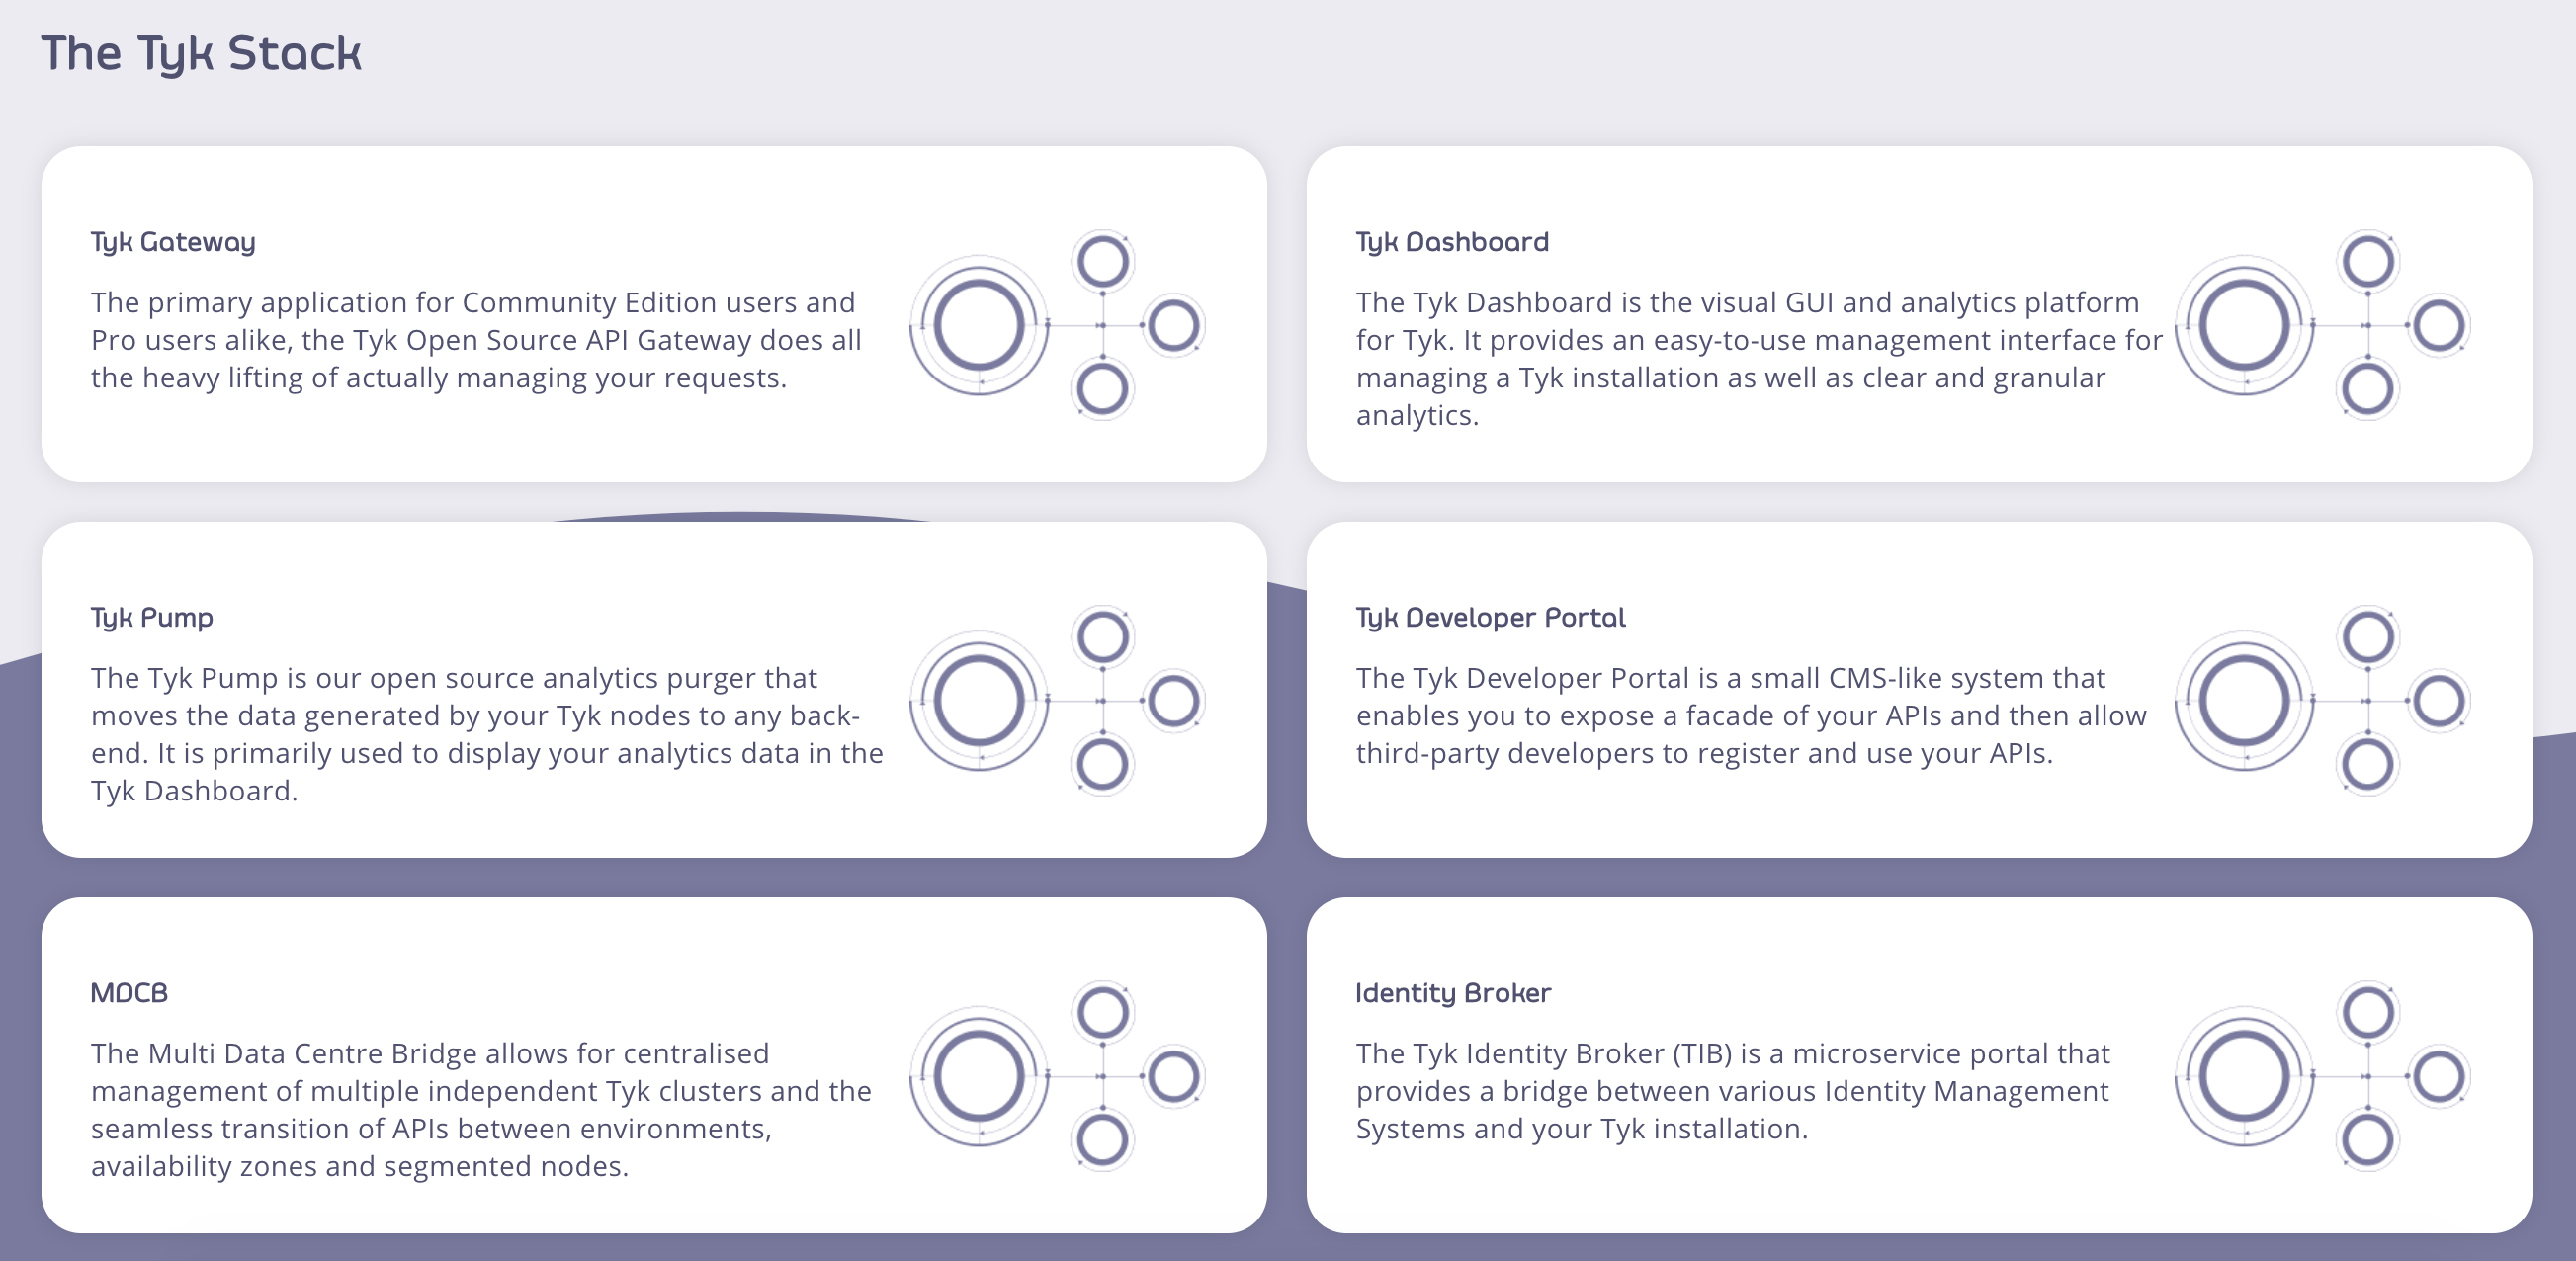 The Tyk Stack
Tyk Gateway
The primary application for Community Edition users and
Pro users alike, the Tyk Open Source API Gateway does all
the heavy lifting of actually managing your requests.
Tyk Dashboard
The Tyk Dashboard is the visual GUI and analytics platform
for Tyk. It provides an easy-to-use management interface for
managing a Tyk installation as well as clear and granular
analytics.
Tyk Pump
The Tyk Pump is our open source analytics purger that
moves the data generated by your Tyk nodes to any back-
end. It is primarily used to display your analytics data in the
Tyk Dashboard.
Tyk Developer Portal
The Tyk Developer Portal is a small CMS-like system that
enables you to expose a facade of your APIs and then allow
third-party developers to register and use your APIs.
MDCB
The Multi Data Centre Bridge allows for centralised
management of multiple independent Tyk clusters and the
seamless transition of APIs between environments,
availability zones and segmented nodes.
Identity Broker
The Tyk Identity Broker (TIB) is a microservice portal that
provides a bridge between various Identity Management
Systems and your Tyk installation.